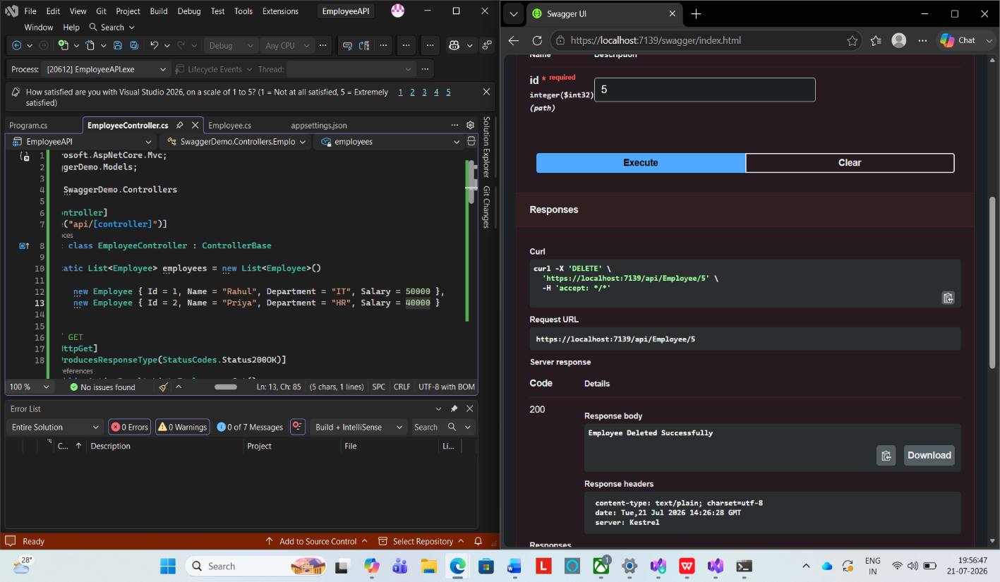 File Edit View Git Project Build Debug Test Tools Extensions EmployeeAPI
Window Help Search
Debug Any CPU
Process: [20612] EmployeeAPI.exe Lifecycle Events Thread:
How satisfied are you with Visual Studio 2026, on a scale of 1 to 5? (1 = Not at all satisfied, 5 = Extremely 1 2 3 4 5
satisfied)
Program.cs EmployeeController.cs Employee.cs appsettings.json
EmployeeAPI SwaggerDemo.Controllers.Emplo employees
1 rosoft.AspNetCore.Mvc;
2 gerDemo.Models;
3
4 SwaggerDemo.Controllers
5
6 ontroller]
7 ("api/[controller]")]
nces
8 class EmployeeController : ControllerBase
9
10 atic List<Employee> employees = new List<Employee>()
11
12 new Employee { Id = 1, Name = "Rahul", Department = "IT", Salary = 50000 },
13 new Employee { Id = 2, Name = "Priya", Department = "HR", Salary = 40000 }
14
15
16 / GET
17 HttpGet]
18 ProducesResponseType(StatusCodes.Status200OK)]
references
100 % No issues found Ln: 13, Ch: 85 (5 chars, 1 lines) SPC CRLF UTF-8 with BOM
Solution Explorer
Git Changes
Error List
Entire Solution 0 Errors 0 Warnings 0 of 7 Messages Build + IntelliSense Search
C... Description Project File Li...
Ready Add to Source Control Select Repository
Swagger UI
https://localhost:7139/swagger/index.html Chat
Name Description
id * required
integer($int32)
(path)
5
Execute Clear
Responses
Curl
curl -X 'DELETE' \
'https://localhost:7139/api/Employee/5' \
-H 'accept: */*'
Request URL
https://localhost:7139/api/Employee/5
Server response
Code Details
200
Response body
Employee Deleted Successfully
Download
Response headers
content-type: text/plain; charset=utf-8
date: Tue,21 Jul 2026 14:26:28 GMT
server: Kestrel
Responses
28°
Search
1
ENG
IN
19:56:47
21-07-2026